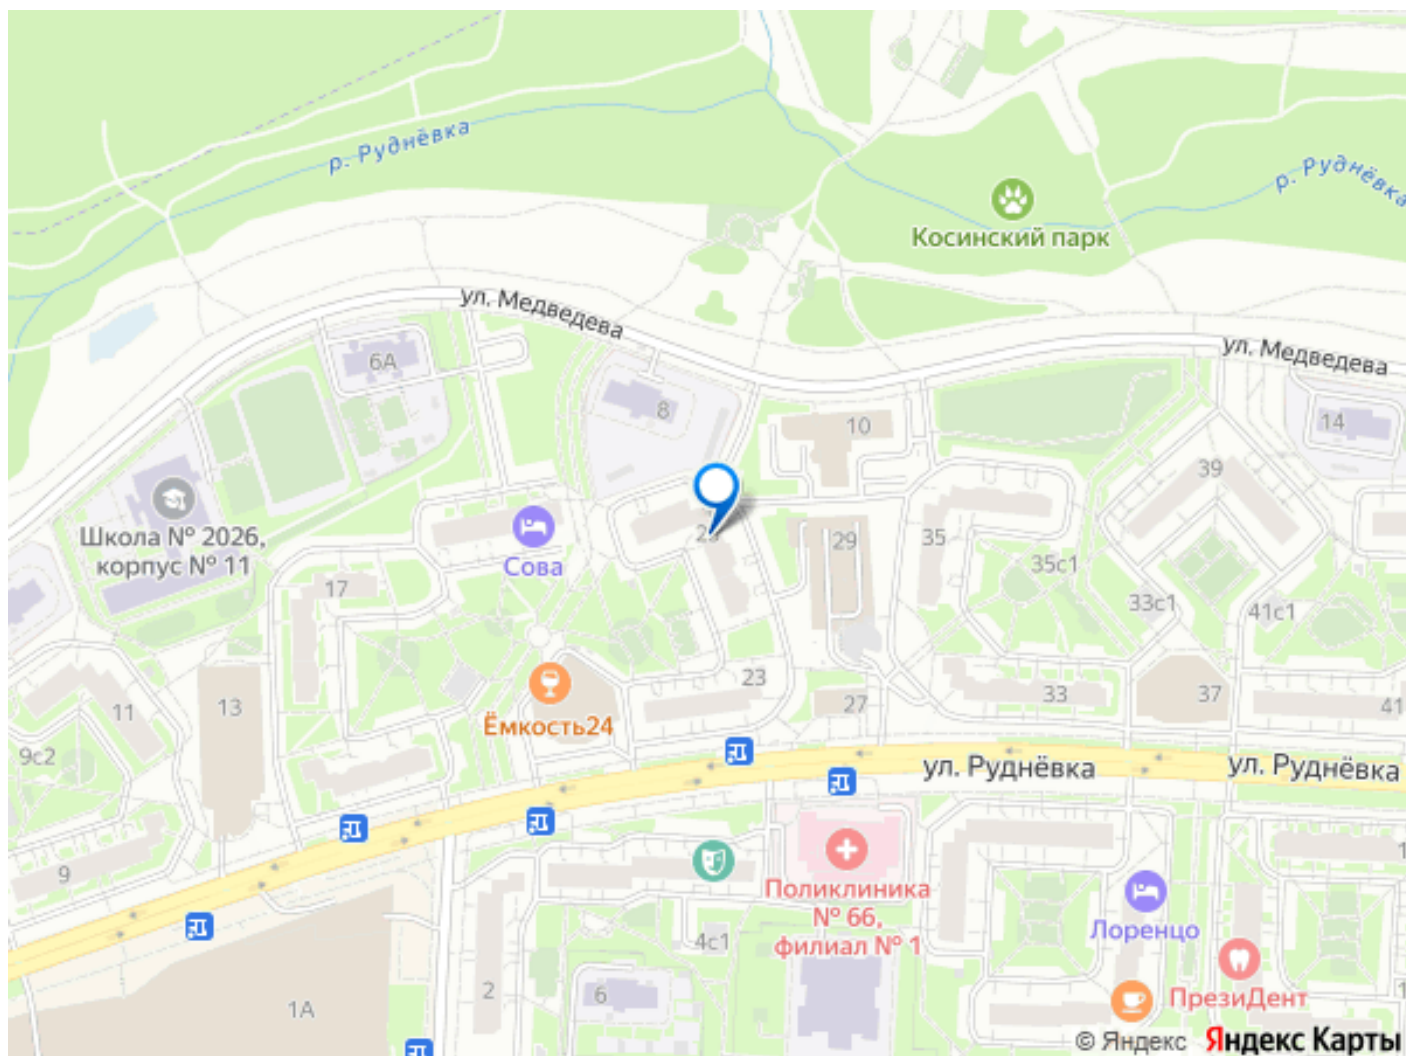 р. Руднёвка
р. Руднёвка
Косинский парк
ул. Медведева
ул. Медведева
6А
8
10
14
39
Школа № 2026,
корпус № 11
Сова
29
35
35с1
17
33с1
41с1
11
13
23
27
33
37
41
Ёмкость24
9с2
ул. Руднёвка
ул. Руднёвка
9
Поликлиника
№ 66,
филиал № 1
4с1
Лоренцо
2
6
1А
ПрезиДент
© Яндекс Яндекс Карты